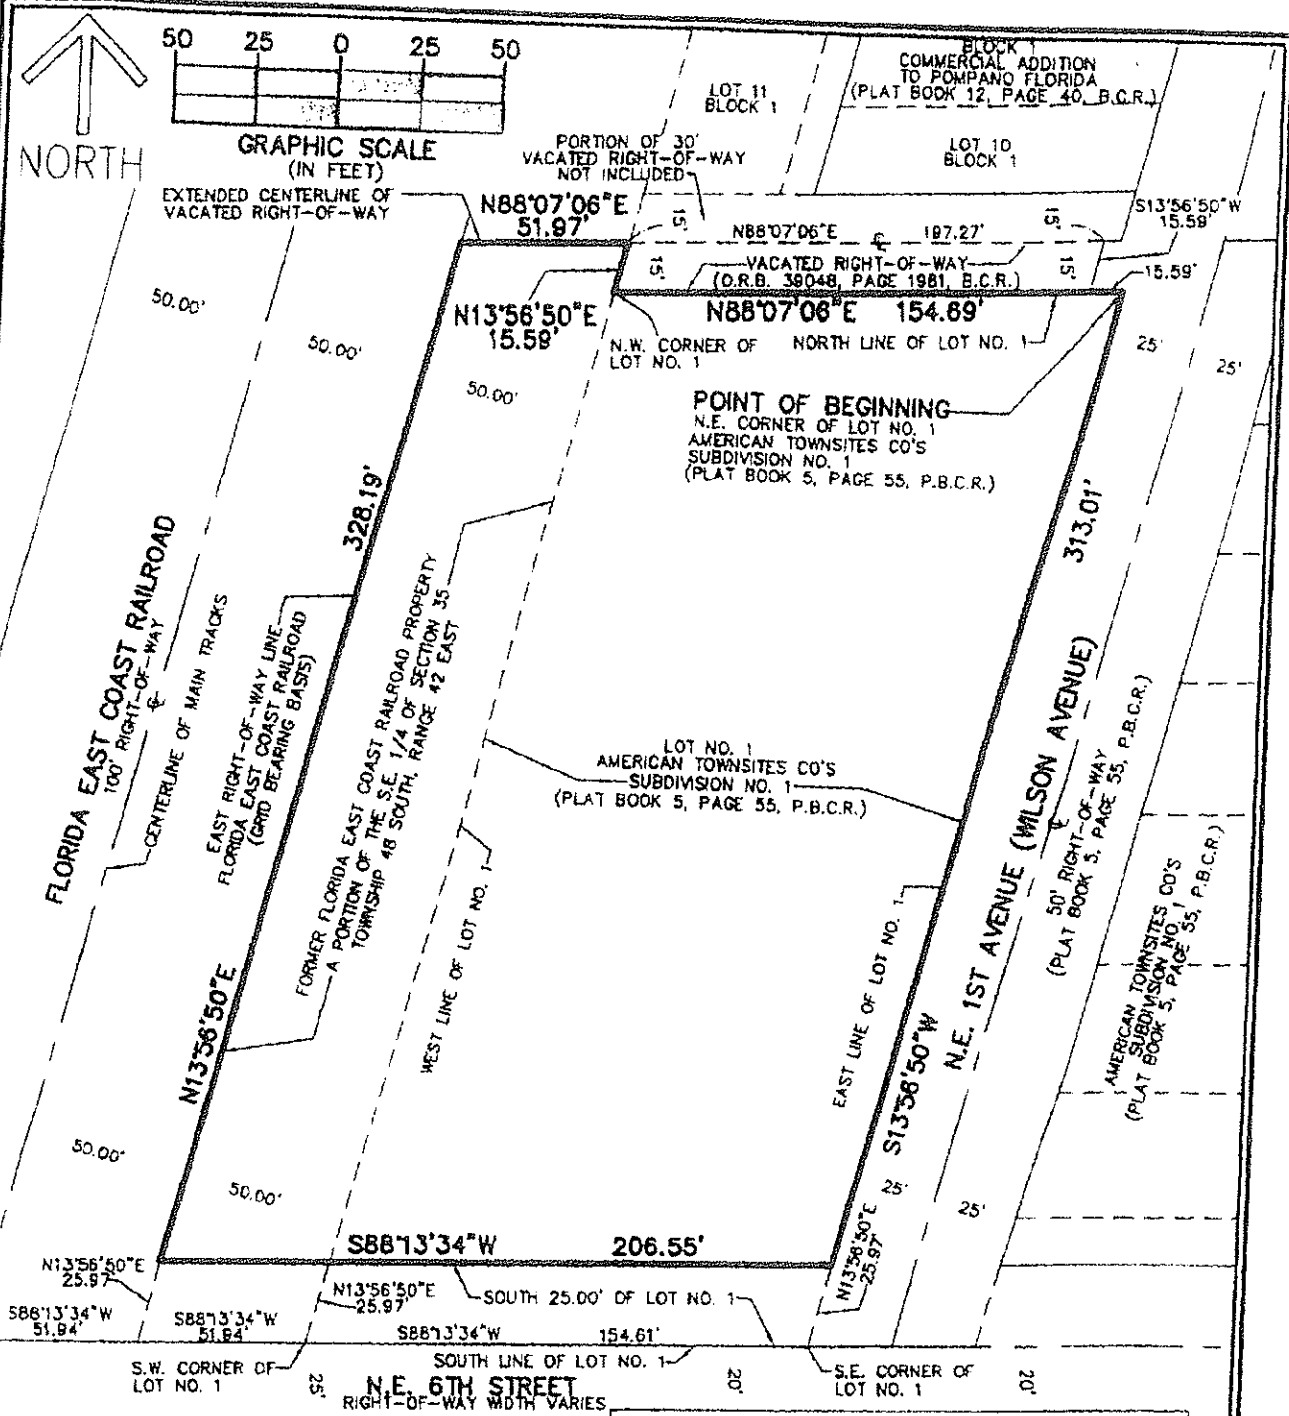 50 25 0 25 50
GRAPHIC SCALE
(IN FEET)
NORTH
BLOCK 1
COMMERCIAL ADDITION
TO POMPANO FLORIDA
(PLAT BOOK 12, PAGE 40, B.C.R.)
LOT 11
BLOCK 1
LOT 10
BLOCK 1
PORTION OF 30'
VACATED RIGHT-OF-WAY
NOT INCLUDED
EXTENDED CENTERLINE OF
VACATED RIGHT-OF-WAY
N88°07'06"E
51.97'
15'
N88°07'06"E 197.27'
15'
S13°56'50"W
15.59'
15'
VACATED RIGHT-OF-WAY
(O.R.B. 39048, PAGE 1981, B.C.R.)
15'
15.59'
N13°56'50"E
15.59'
N88°07'06"E 154.69'
N.W. CORNER OF
LOT NO. 1
NORTH LINE OF LOT NO. 1
50.00'
50.00'
50.00'
25'
25'
POINT OF BEGINNING
N.E. CORNER OF LOT NO. 1
AMERICAN TOWNSITES CO'S
SUBDIVISION NO. 1
(PLAT BOOK 5, PAGE 55, P.B.C.R.)
328.19'
313.01'
FLORIDA EAST COAST RAILROAD
100' RIGHT-OF-WAY
℄
CENTERLINE OF MAIN TRACKS
EAST RIGHT-OF-WAY LINE
FLORIDA EAST COAST RAILROAD
(GRID BEARING BASIS)
FORMER FLORIDA EAST COAST RAILROAD PROPERTY
A PORTION OF THE S.E. 1/4 OF SECTION 35
TOWNSHIP 48 SOUTH, RANGE 42 EAST
LOT NO. 1
AMERICAN TOWNSITES CO'S
SUBDIVISION NO. 1
(PLAT BOOK 5, PAGE 55, P.B.C.R.)
WEST LINE OF LOT NO. 1
EAST LINE OF LOT NO. 1
N.E. 1ST AVENUE (WILSON AVENUE)
℄
50' RIGHT-OF-WAY
(PLAT BOOK 5, PAGE 55, P.B.C.R.)
AMERICAN TOWNSITES CO'S
SUBDIVISION NO. 1
(PLAT BOOK 5, PAGE 55, P.B.C.R.)
N13°56'50"E
S13°56'50"W
50.00'
50.00'
25'
25'
S88°13'34"W 206.55'
N13°56'50"E
25.97'
N13°56'50"E
25.97'
N13°56'50"E
25.97'
SOUTH 25.00' OF LOT NO. 1
S88°13'34"W
51.94'
S88°13'34"W
51.94'
S88°13'34"W 154.61'
S.W. CORNER OF
LOT NO. 1
SOUTH LINE OF LOT NO. 1
S.E. CORNER OF
LOT NO. 1
25'
N.E. 6TH STREET
RIGHT-OF-WAY WIDTH VARIES
20'
20'